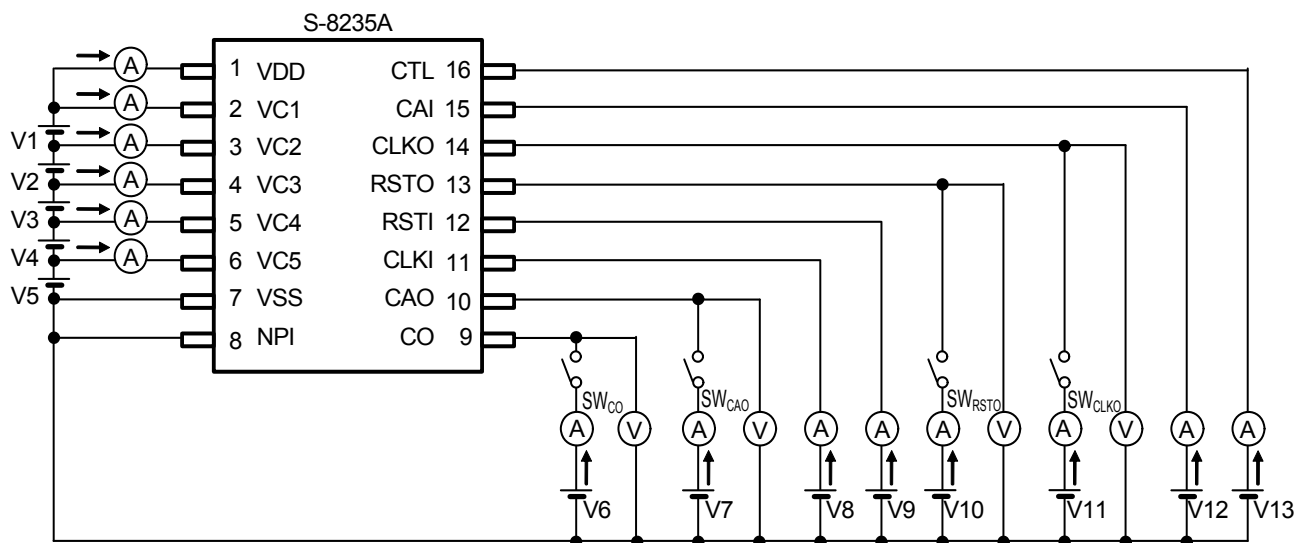 S-8235A
A 1 VDD CTL 16
A 2 VC1 CAI 15
V1 A 3 VC2 CLKO 14
V2 A 4 VC3 RSTO 13
V3 A 5 VC4 RSTI 12
V4 A 6 VC5 CLKI 11
V5 7 VSS CAO 10
8 NPI CO 9
SWCO SWCAO SWRSTO SWCLKO
A V A V A A A V A V A A
V6 V7 V8 V9 V10 V11 V12 V13